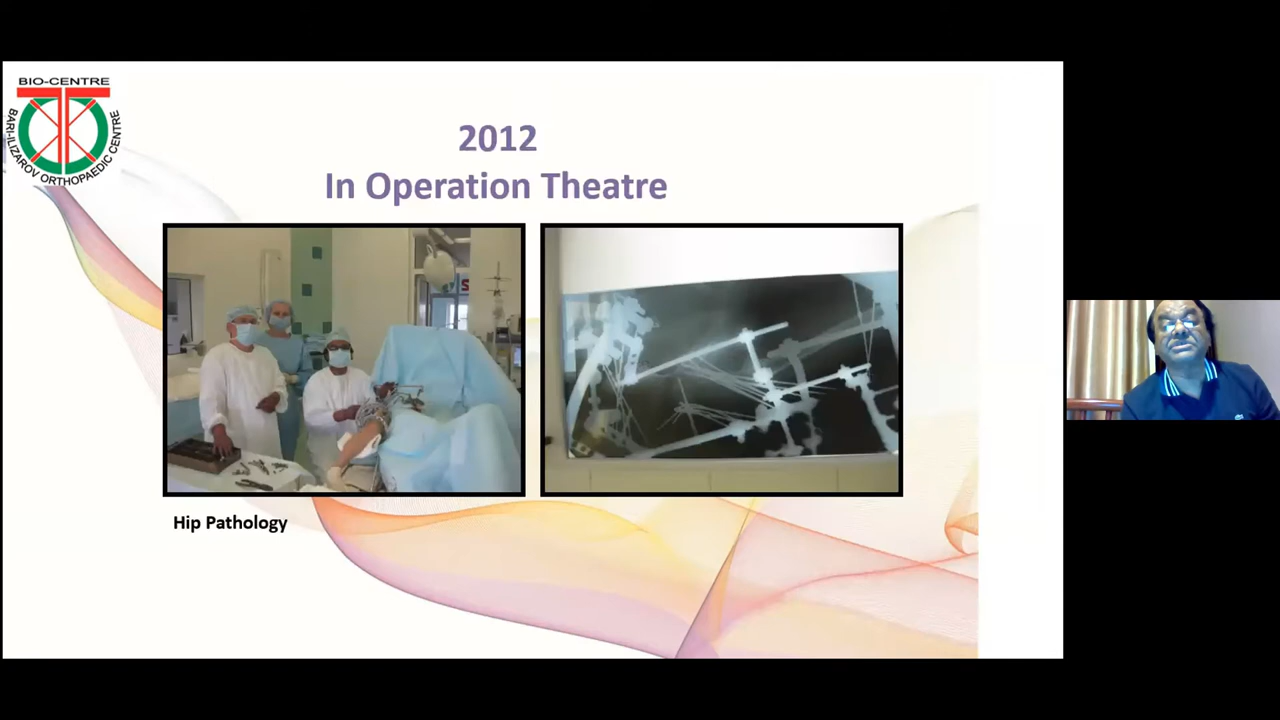 BIO-CENTRE
BARI-ILIZAROV ORTHOPAEDIC CENTRE
2012
In Operation Theatre
Hip Pathology